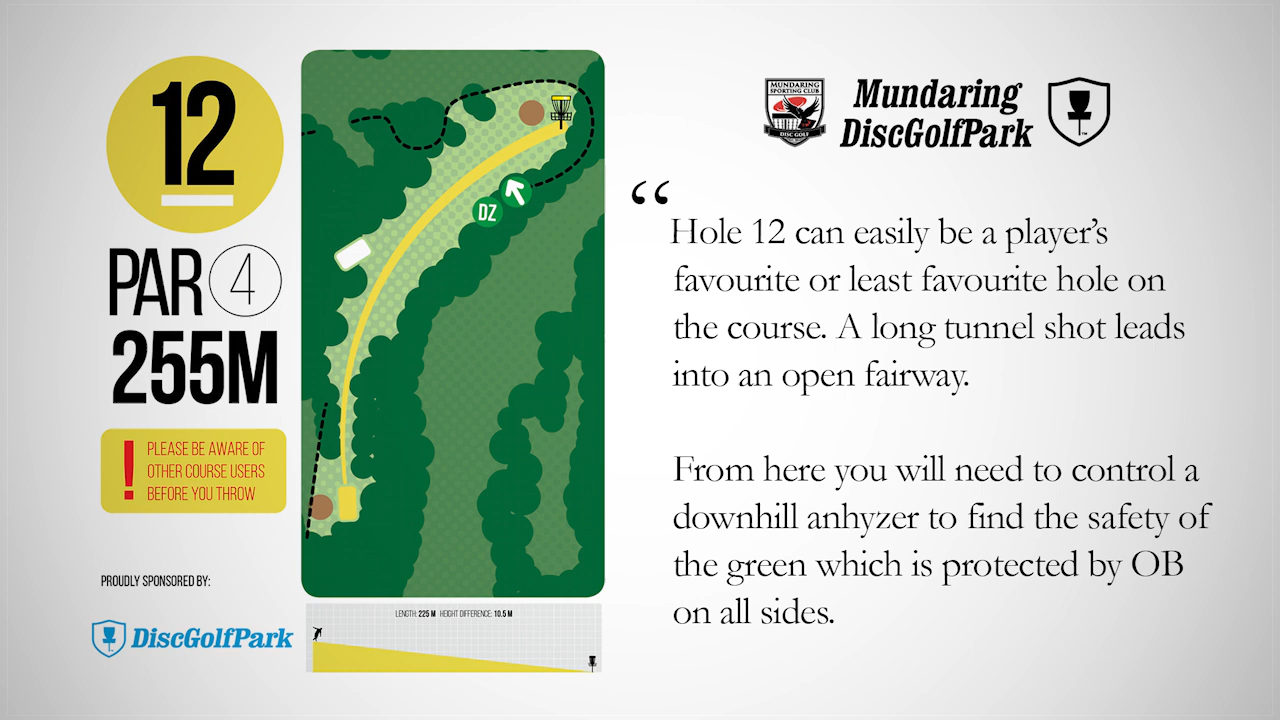 12
PAR 4
255M
! PLEASE BE AWARE OF
OTHER COURSE USERS
BEFORE YOU THROW
PROUDLY SPONSORED BY:
DiscGolfPark
DZ
LENGTH: 225 M HEIGHT DIFFERENCE: 10.5 M
MUNDARING
SPORTING CLUB
DISC GOLF
Mundaring
DiscGolfPark
“
Hole 12 can easily be a player’s
favourite or least favourite hole on
the course. A long tunnel shot leads
into an open fairway.
From here you will need to control a
downhill anhyzer to find the safety of
the green which is protected by OB
on all sides.